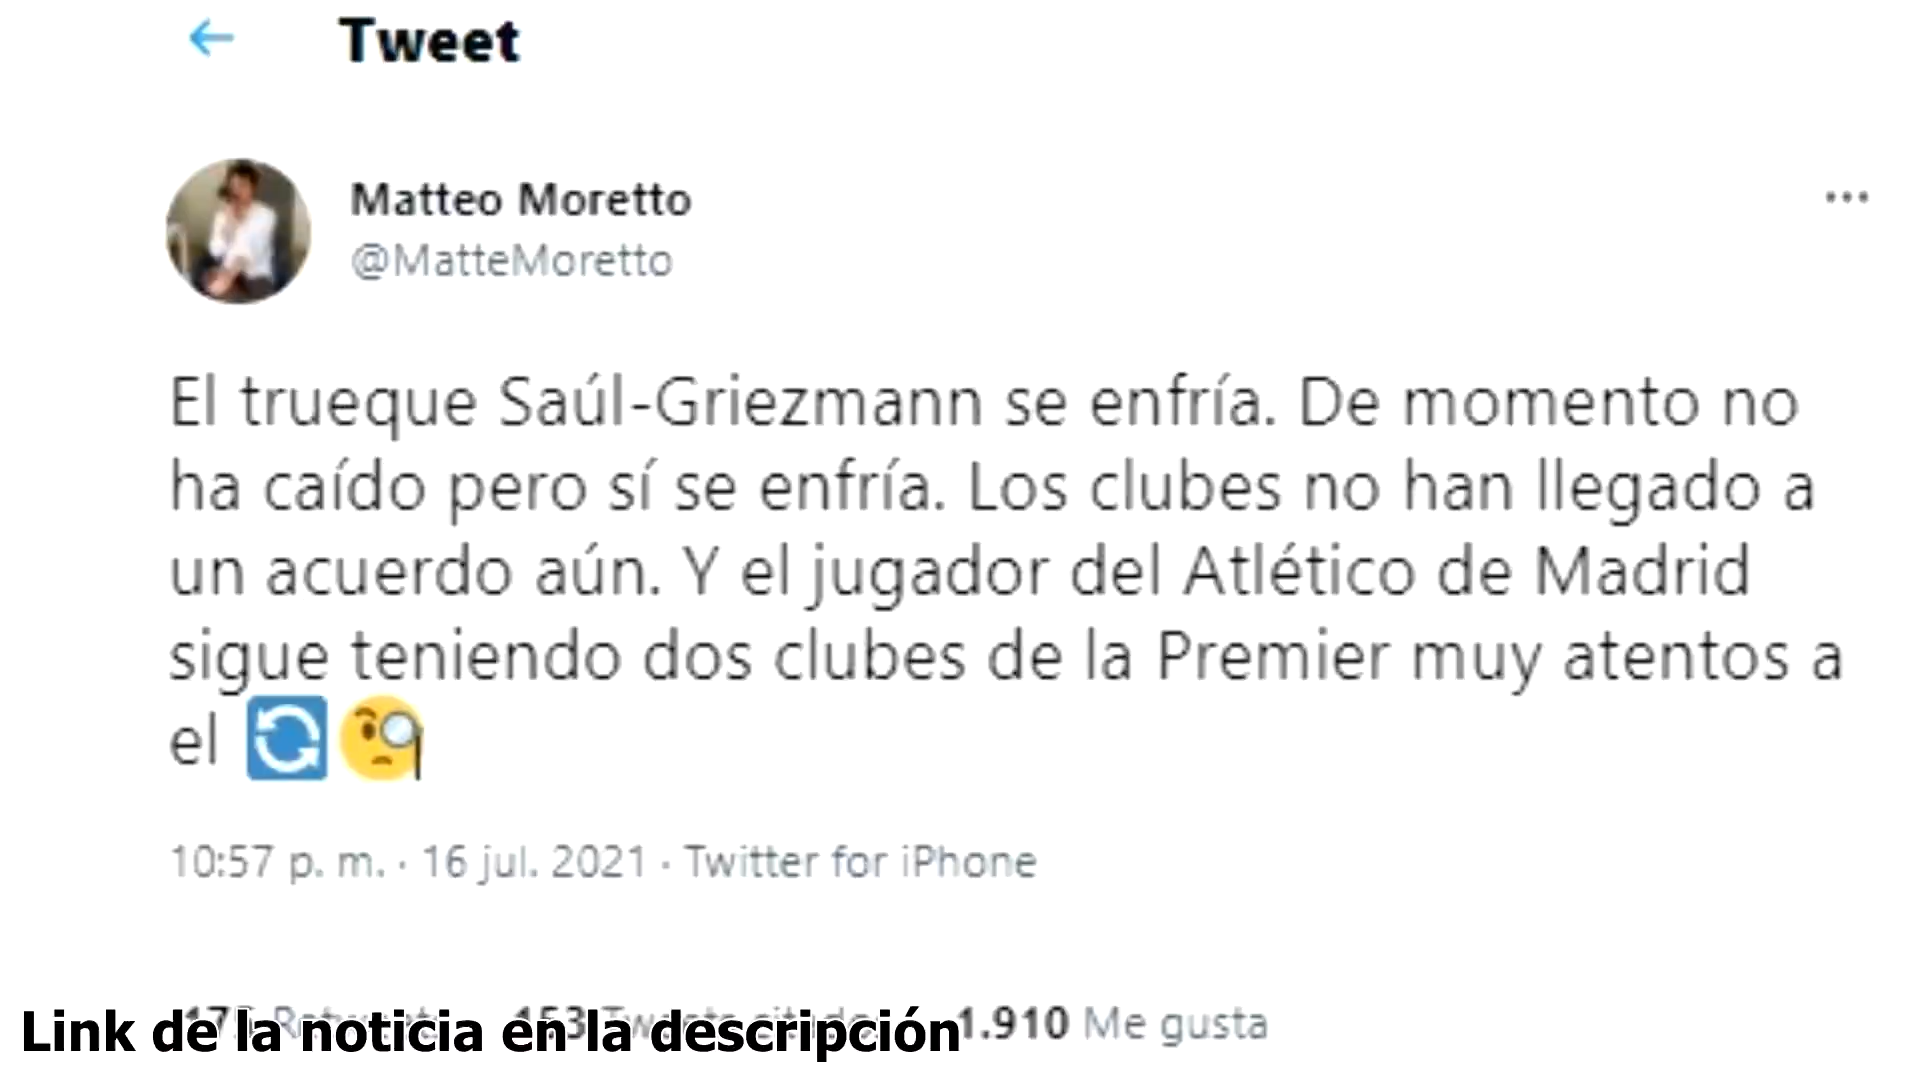 Tweet
Matteo Moretto
@MatteMoretto
El trueque Saúl-Griezmann se enfría. De momento no
ha caído pero sí se enfría. Los clubes no han llegado a
un acuerdo aún. Y el jugador del Atlético de Madrid
sigue teniendo dos clubes de la Premier muy atentos a
el
10:57 p. m. · 16 jul. 2021 · Twitter for iPhone
153 1.910 Me gusta
Link de la noticia en la descripción